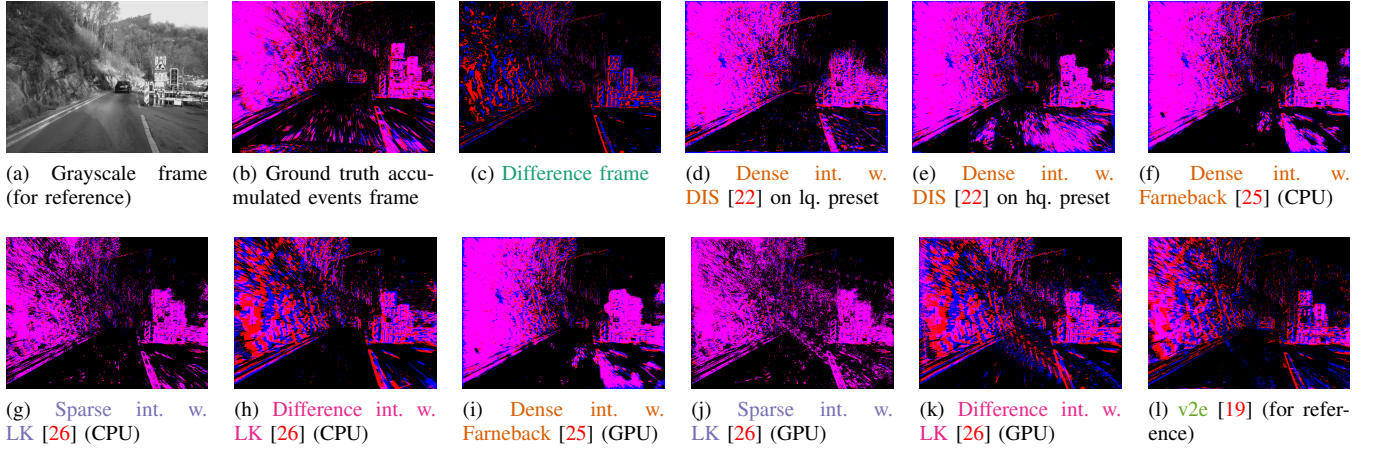 (a) Grayscale frame
(for reference)
(b) Ground truth accu-
mulated events frame
(c) Difference frame
(d) Dense int. w.
DIS [22] on lq. preset
(e) Dense int. w.
DIS [22] on hq. preset
(f) Dense int. w.
Farneback [25] (CPU)
(g) Sparse int. w.
LK [26] (CPU)
(h) Difference int. w.
LK [26] (CPU)
(i) Dense int. w.
Farneback [25] (GPU)
(j) Sparse int. w.
LK [26] (GPU)
(k) Difference int. w.
LK [26] (GPU)
(l) v2e [19] (for refer-
ence)